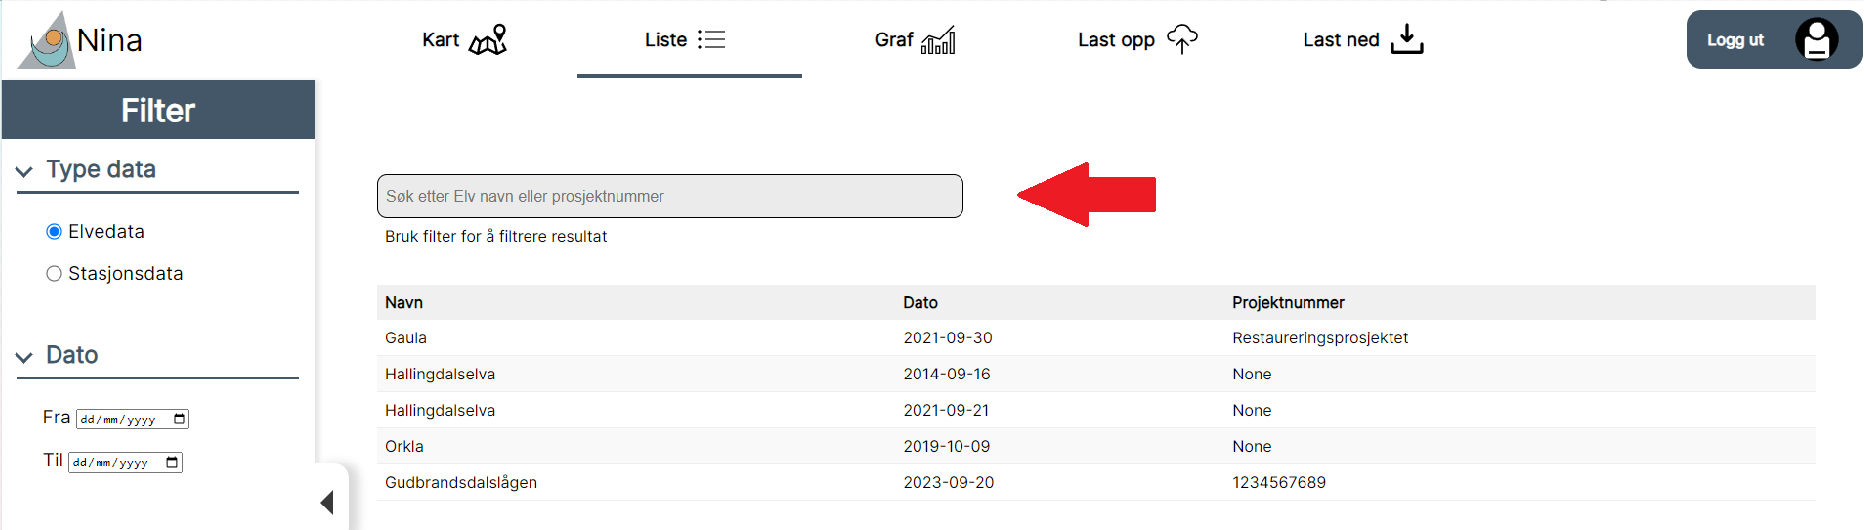 Nina
Kart
Liste
Graf
Last opp
Last ned
Logg ut
Filter
Type data
Elvedata
Stasjonsdata
Dato
Fra dd/mm/yyyy
Til dd/mm/yyyy
Søk etter Elv navn eller prosjektnummer
Bruk filter for å filtrere resultat
Navn Dato Projektnummer
Gaula 2021-09-30 Restaureringsprosjektet
Hallingdalselva 2014-09-16 None
Hallingdalselva 2021-09-21 None
Orkla 2019-10-09 None
Gudbrandsdalslågen 2023-09-20 1234567689